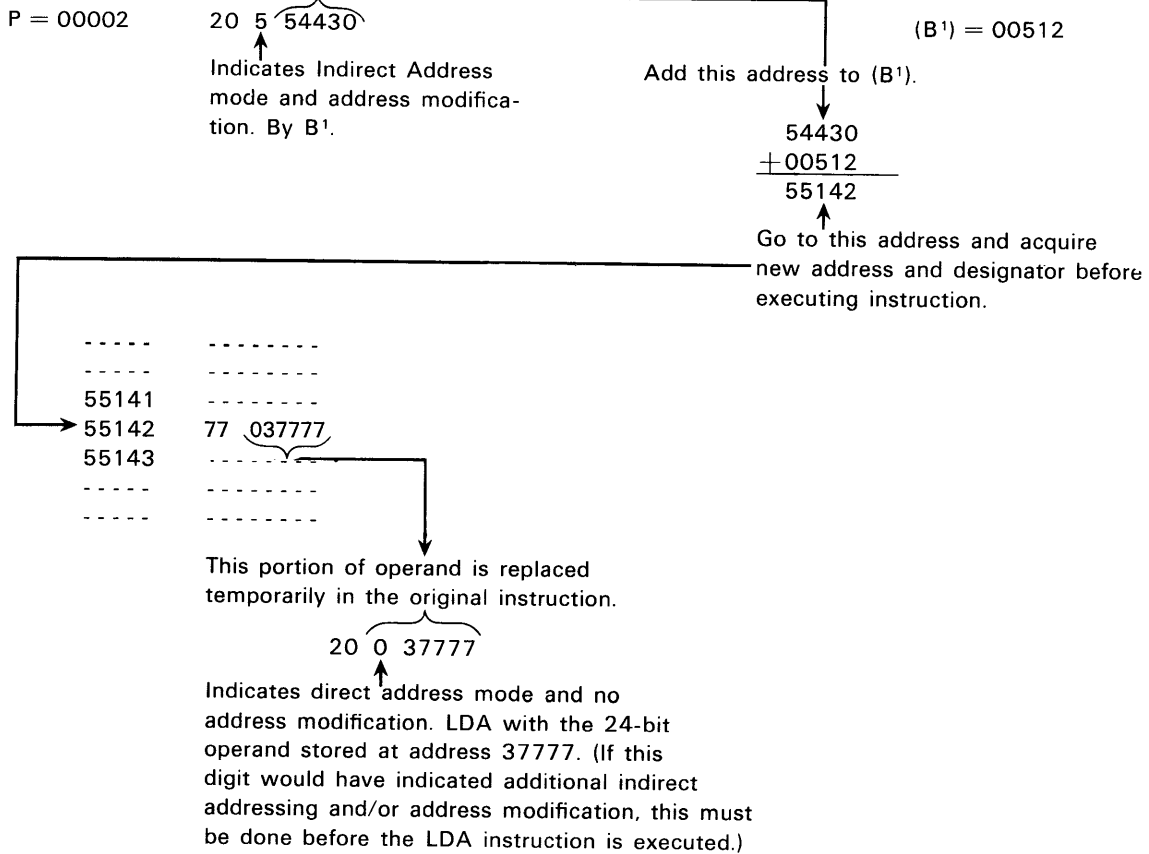 P = 00002 20 5 54430 (B¹) = 00512
Indicates Indirect Address
mode and address modifica-
tion. By B¹.
Add this address to (B¹).
54430
+00512
55142
Go to this address and acquire
new address and designator before
executing instruction.
- - - - - - - - - - - - -
- - - - - - - - - - - - -
55141 - - - - - - - -
55142 77 037777
55143 - - - - - - - -
- - - - - - - - - - - - -
- - - - - - - - - - - - -
This portion of operand is replaced
temporarily in the original instruction.
20 0 37777
Indicates direct address mode and no
address modification. LDA with the 24-bit
operand stored at address 37777. (If this
digit would have indicated additional indirect
addressing and/or address modification, this must
be done before the LDA instruction is executed.)